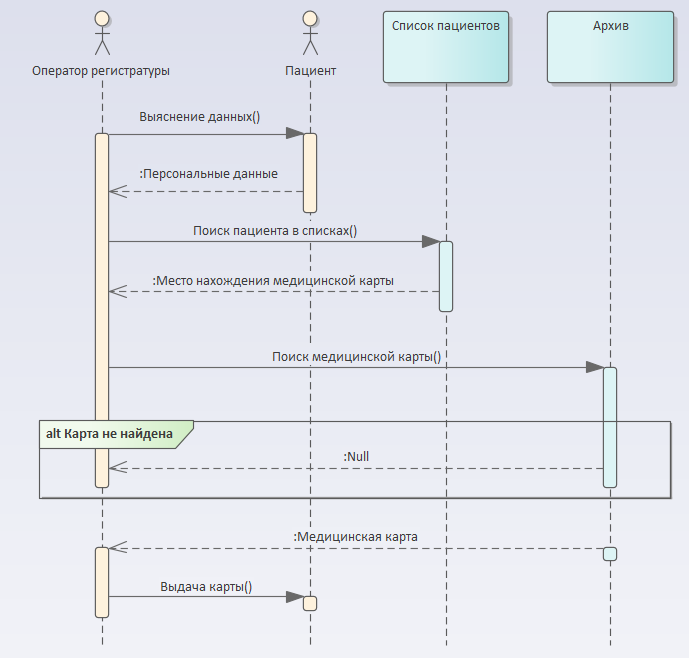 Оператор регистратуры
Пациент
Список пациентов
Архив
Выяснение данных()
:Персональные данные
Поиск пациента в списках()
:Место нахождения медицинской карты
Поиск медицинской карты()
alt Карта не найдена
:Null
:Медицинская карта
Выдача карты()